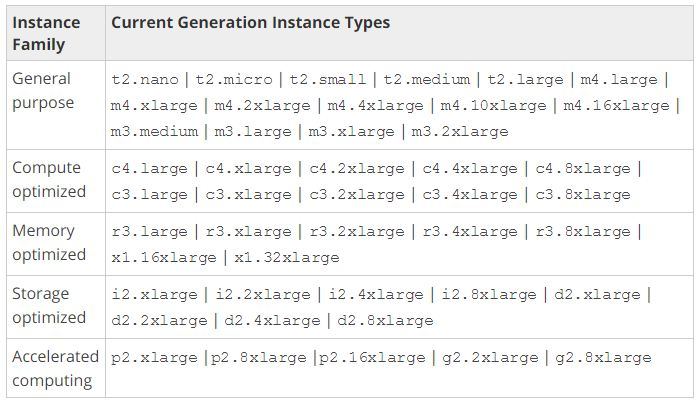 Instance Family
Current Generation Instance Types
General purpose
t2.nano | t2.micro | t2.small | t2.medium | t2.large | m4.large |
m4.xlarge | m4.2xlarge | m4.4xlarge | m4.10xlarge | m4.16xlarge |
m3.medium | m3.large | m3.xlarge | m3.2xlarge
Compute optimized
c4.large | c4.xlarge | c4.2xlarge | c4.4xlarge | c4.8xlarge |
c3.large | c3.xlarge | c3.2xlarge | c3.4xlarge | c3.8xlarge
Memory optimized
r3.large | r3.xlarge | r3.2xlarge | r3.4xlarge | r3.8xlarge |
x1.16xlarge | x1.32xlarge
Storage optimized
i2.xlarge | i2.2xlarge | i2.4xlarge | i2.8xlarge | d2.xlarge |
d2.2xlarge | d2.4xlarge | d2.8xlarge
Accelerated computing
p2.xlarge |p2.8xlarge |p2.16xlarge | g2.2xlarge | g2.8xlarge